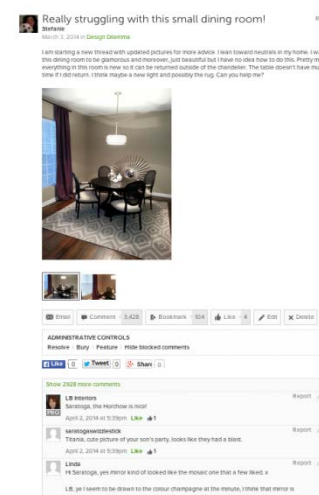 Really struggling with this small dining room!
Stefanie
March 3, 2014 in Design Dilemma
I am starting a new thread with updated pictures for more advice. I lean toward neutrals in my home. I wa
this dining room to be glamorous and moreover, just beautiful but I have no idea how to do this. Pretty m
everything in this room is new so it can be returned outside of the chandelier. The table doesn't have mu
time if I did return. I think maybe a new light and possibly the rug. Can you help me?
Email
Comment 3,428
Bookmark 104
Like 4
Edit
Delete
ADMINISTRATIVE CONTROLS
Resolve Bury Feature Hide blocked comments
Like 0
Tweet 0
Share 0
Show 2928 more comments
LB Interiors
Report
Saratoga, the Horchow is nice!
PRO
April 2, 2014 at 5:39pm Like 1
saratogaswizzlestick
Report
Titania, cute picture of your son's party, looks like they had a blast.
April 2, 2014 at 5:39pm Like 1
Linda
Report
Hi Saratoga, yes mirror kind of looked like the mosaic one that a few liked. x
LB, ye I seem to be drawn to the colour champagne at the minute, I think that mirror is